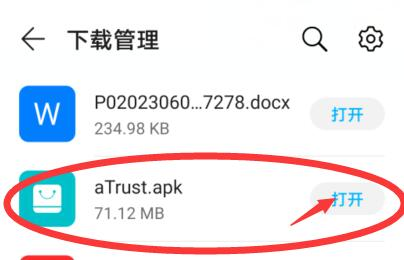 下载管理
W
P02023060...7278.docx
打开
234.98 KB
aTrust.apk
打开
71.12 MB